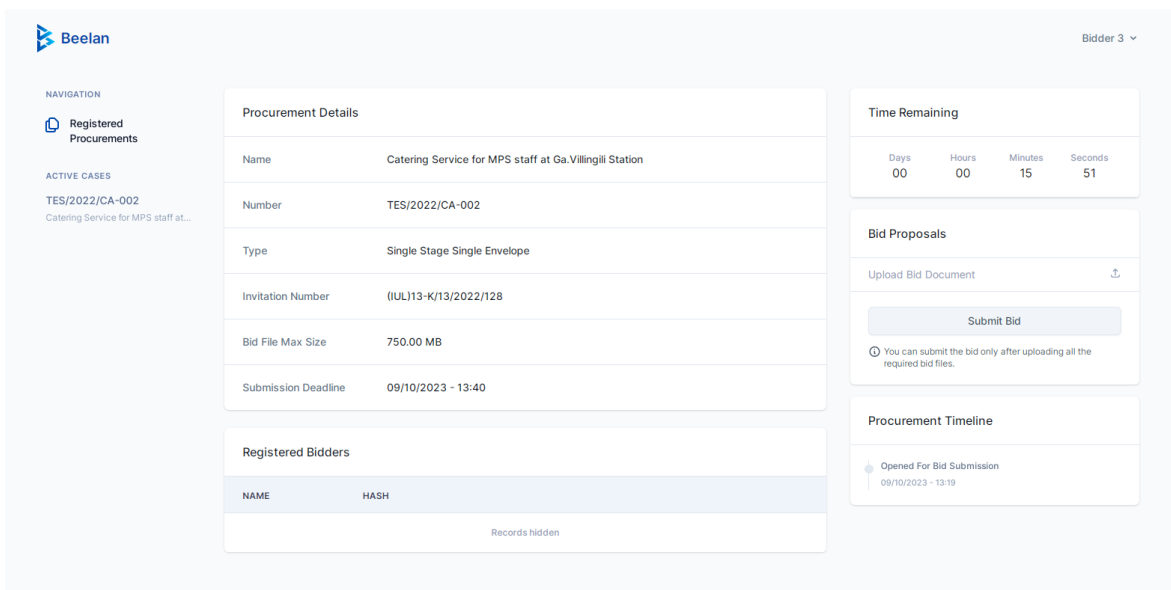 Beelan
Bidder 3
NAVIGATION
Registered
Procurements
ACTIVE CASES
TES/2022/CA-002
Catering Service for MPS staff at...
Procurement Details
Name Catering Service for MPS staff at Ga.Villingili Station
Number TES/2022/CA-002
Type Single Stage Single Envelope
Invitation Number (IUL)13-K/13/2022/128
Bid File Max Size 750.00 MB
Submission Deadline 09/10/2023 - 13:40
Registered Bidders
NAME HASH
Records hidden
Time Remaining
Days Hours Minutes Seconds
00 00 15 51
Bid Proposals
Upload Bid Document
Submit Bid
You can submit the bid only after uploading all the
required bid files.
Procurement Timeline
Opened For Bid Submission
09/10/2023 - 13:19